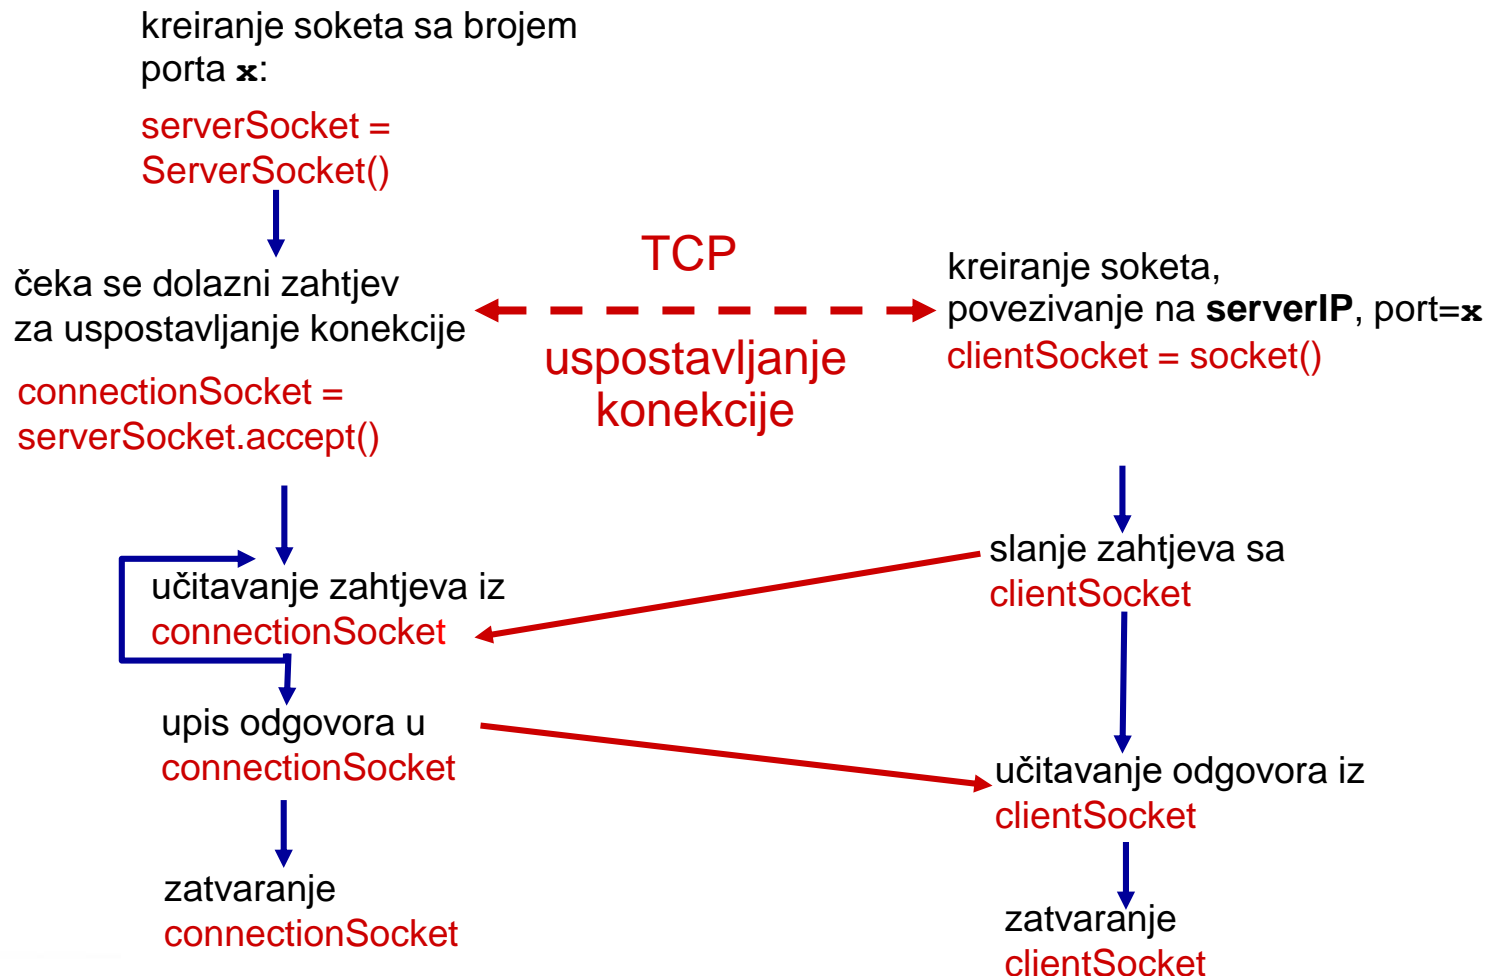 kreiranje soketa sa brojem
porta x:
serverSocket =
ServerSocket()
čeka se dolazni zahtjev
za uspostavljanje konekcije
connectionSocket =
serverSocket.accept()
TCP
uspostavljanje
konekcije
kreiranje soketa,
povezivanje na serverIP, port=x
clientSocket = socket()
slanje zahtjeva sa
clientSocket
učitavanje zahtjeva iz
connectionSocket
upis odgovora u
connectionSocket
učitavanje odgovora iz
clientSocket
zatvaranje
connectionSocket
zatvaranje
clientSocket